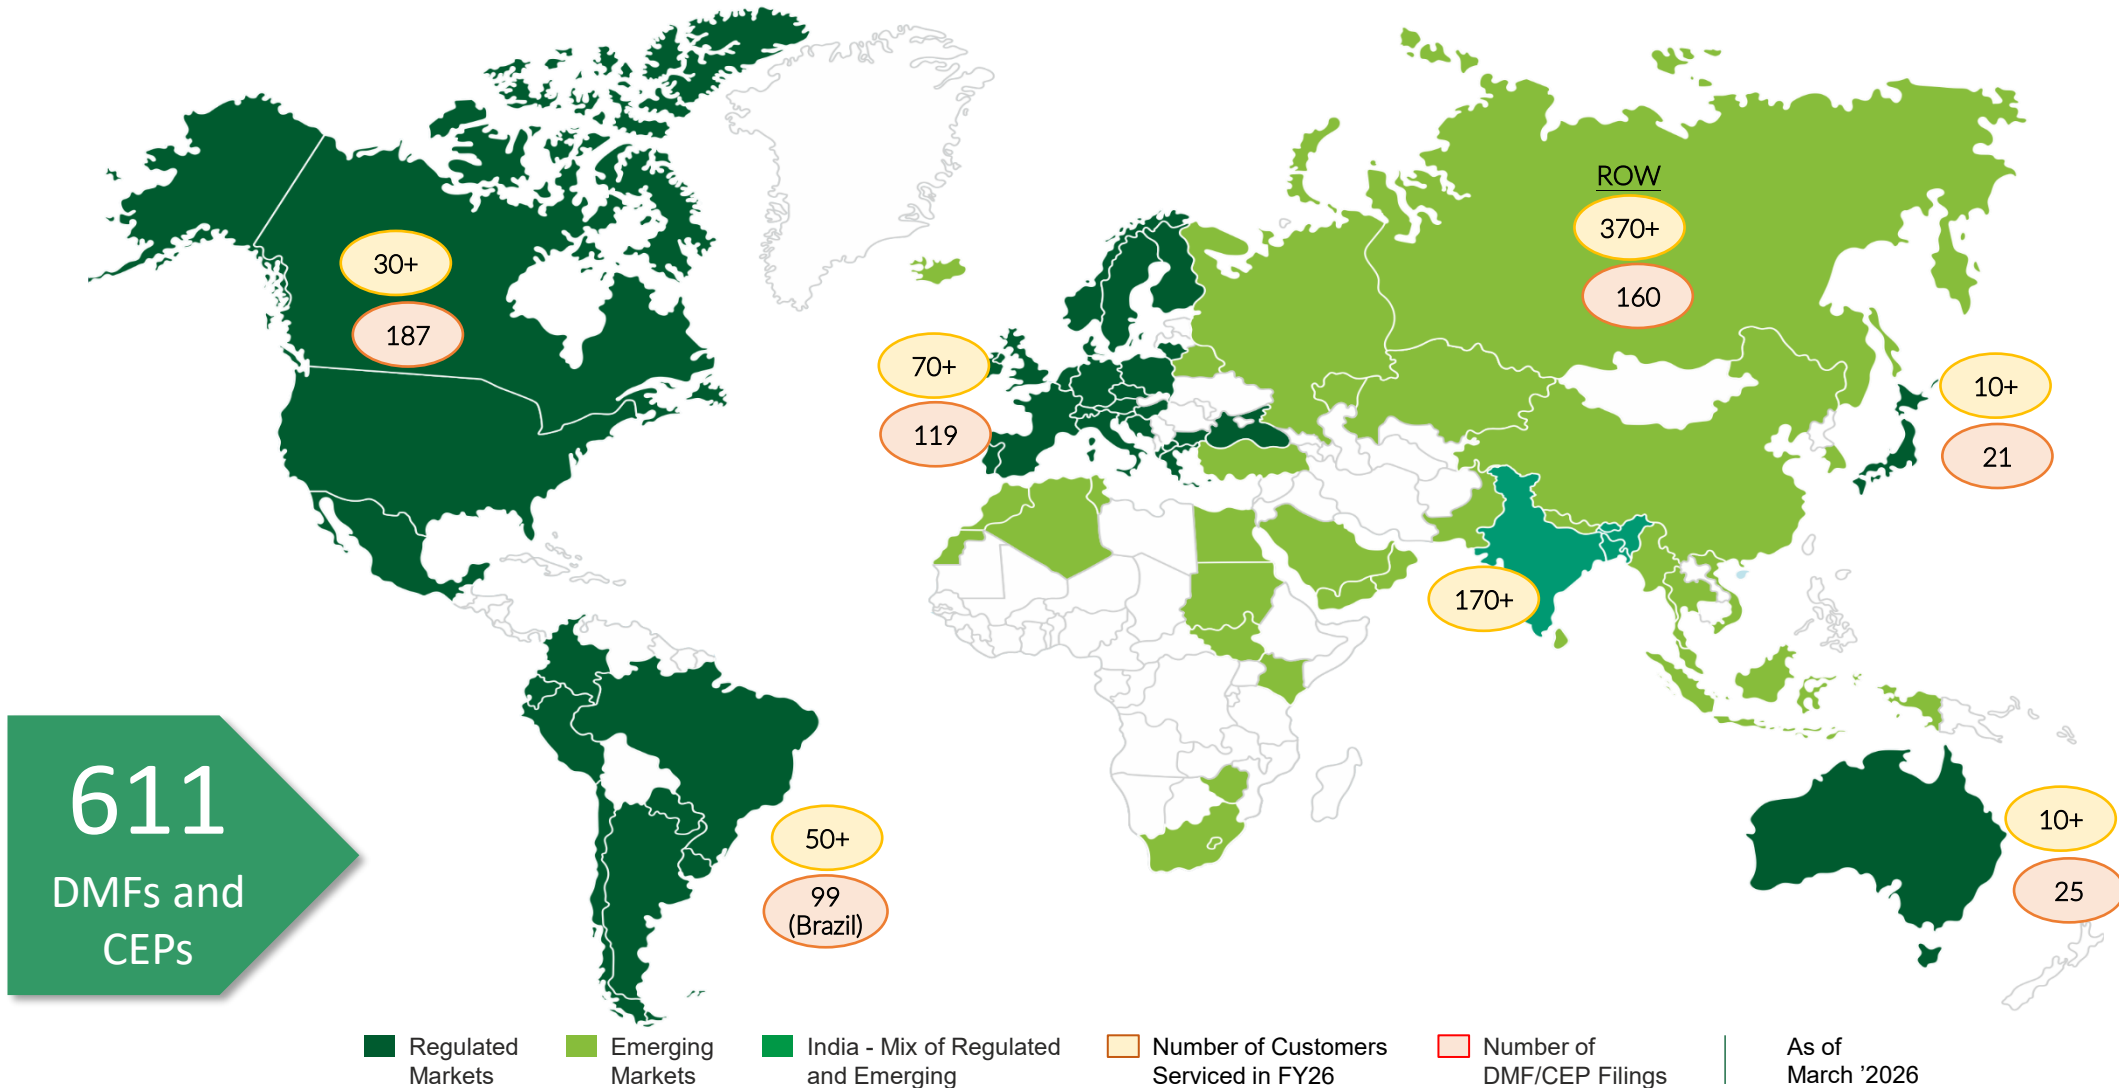 ROW
370+
160
30+
187
70+
119
10+
21
170+
50+
99
(Brazil)
10+
25
611
DMFs and
CEPs
Regulated
Markets
Emerging
Markets
India - Mix of Regulated
and Emerging
Number of Customers
Serviced in FY26
Number of
DMF/CEP Filings
As of
March ’2026